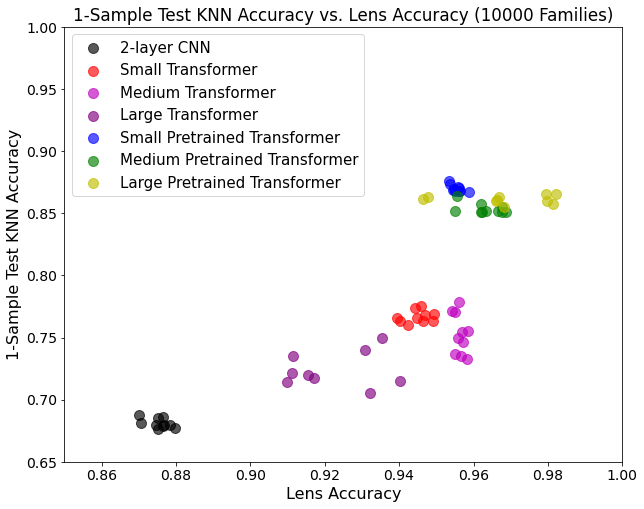 1-Sample Test KNN Accuracy vs. Lens Accuracy (10000 Families)
1.00
0.95
0.90
0.85
0.80
0.75
0.70
0.65
1-Sample Test KNN Accuracy
2-layer CNN
Small Transformer
Medium Transformer
Large Transformer
Small Pretrained Transformer
Medium Pretrained Transformer
Large Pretrained Transformer
0.86 0.88 0.90 0.92 0.94 0.96 0.98 1.00
Lens Accuracy